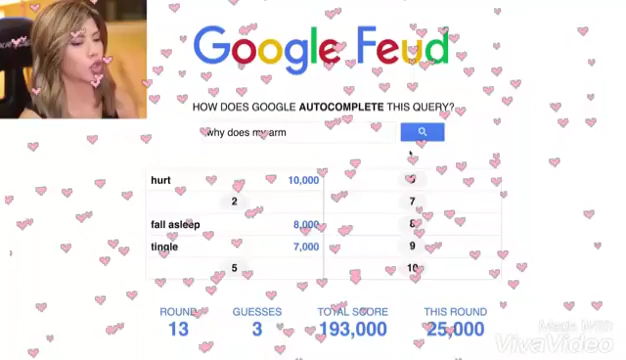 Google Feud
HOW DOES GOOGLE AUTOCOMPLETE THIS QUERY?
why does my arm
hurt 10,000
2 7
fall asleep 8,000 8
tingle 7,000 9
5 10
ROUND GUESSES TOTAL SCORE THIS ROUND
13 3 193,000 25,000
Made With
VivaVideo